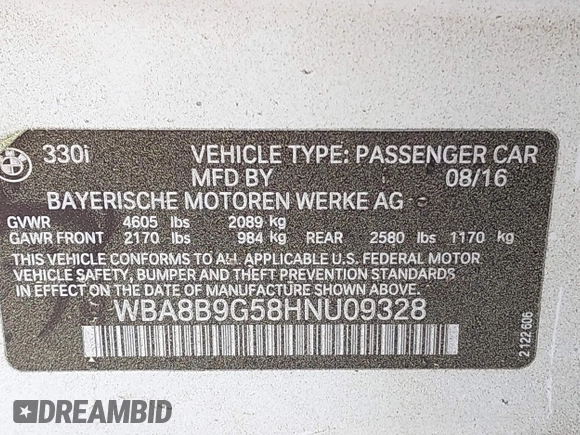 330i VEHICLE TYPE: PASSENGER CAR
MFD BY 08/16
BAYERISCHE MOTOREN WERKE AG
GVWR 4605 lbs 2089 kg
GAWR FRONT 2170 lbs 984 kg REAR 2580 lbs 1170 kg
THIS VEHICLE CONFORMS TO ALL APPLICABLE U.S. FEDERAL MOTOR
VEHICLE SAFETY, BUMPER AND THEFT PREVENTION STANDARDS IN EFFECT
ON THE DATE OF MANUFACTURE SHOWN ABOVE.
WBA8B9G58HNU09328
2 122 606
DREAMBID